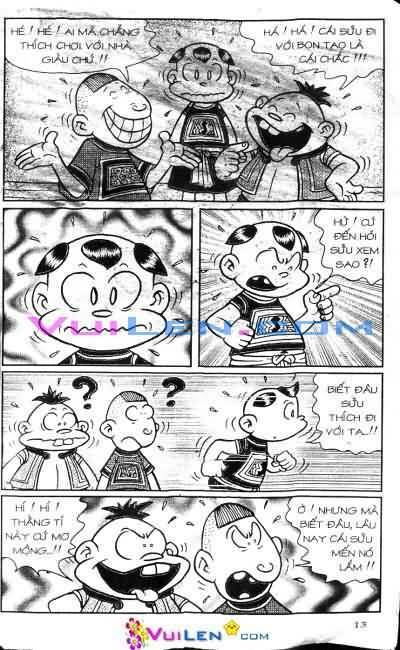 HÉ! HÉ! AI MÀ CHẲNG
THÍCH CHƠI VỚI NHÀ
GIÀU CHỨ.!!
HÁ! HÁ! CÁI SỬU ĐI
VỚI BỌN TAO LÀ
CÁI CHẮC!!!
HỨ! CỨ
ĐẾN HỎI
SỬU XEM
SAO?!
VUILEN.COM
? ?
BIẾT ĐÂU
SỬU
THÍCH ĐI
VỚI TA..!!
HÍ! HÍ!
THẰNG TÍ
NÀY CỨ MƠ
MỘNG..!!
Ờ! NHƯNG MÀ
BIẾT ĐÂU, LÂU
NAY CÁI SỬU
MẾN NÓ
LẮM!!
13
VUILEN.COM